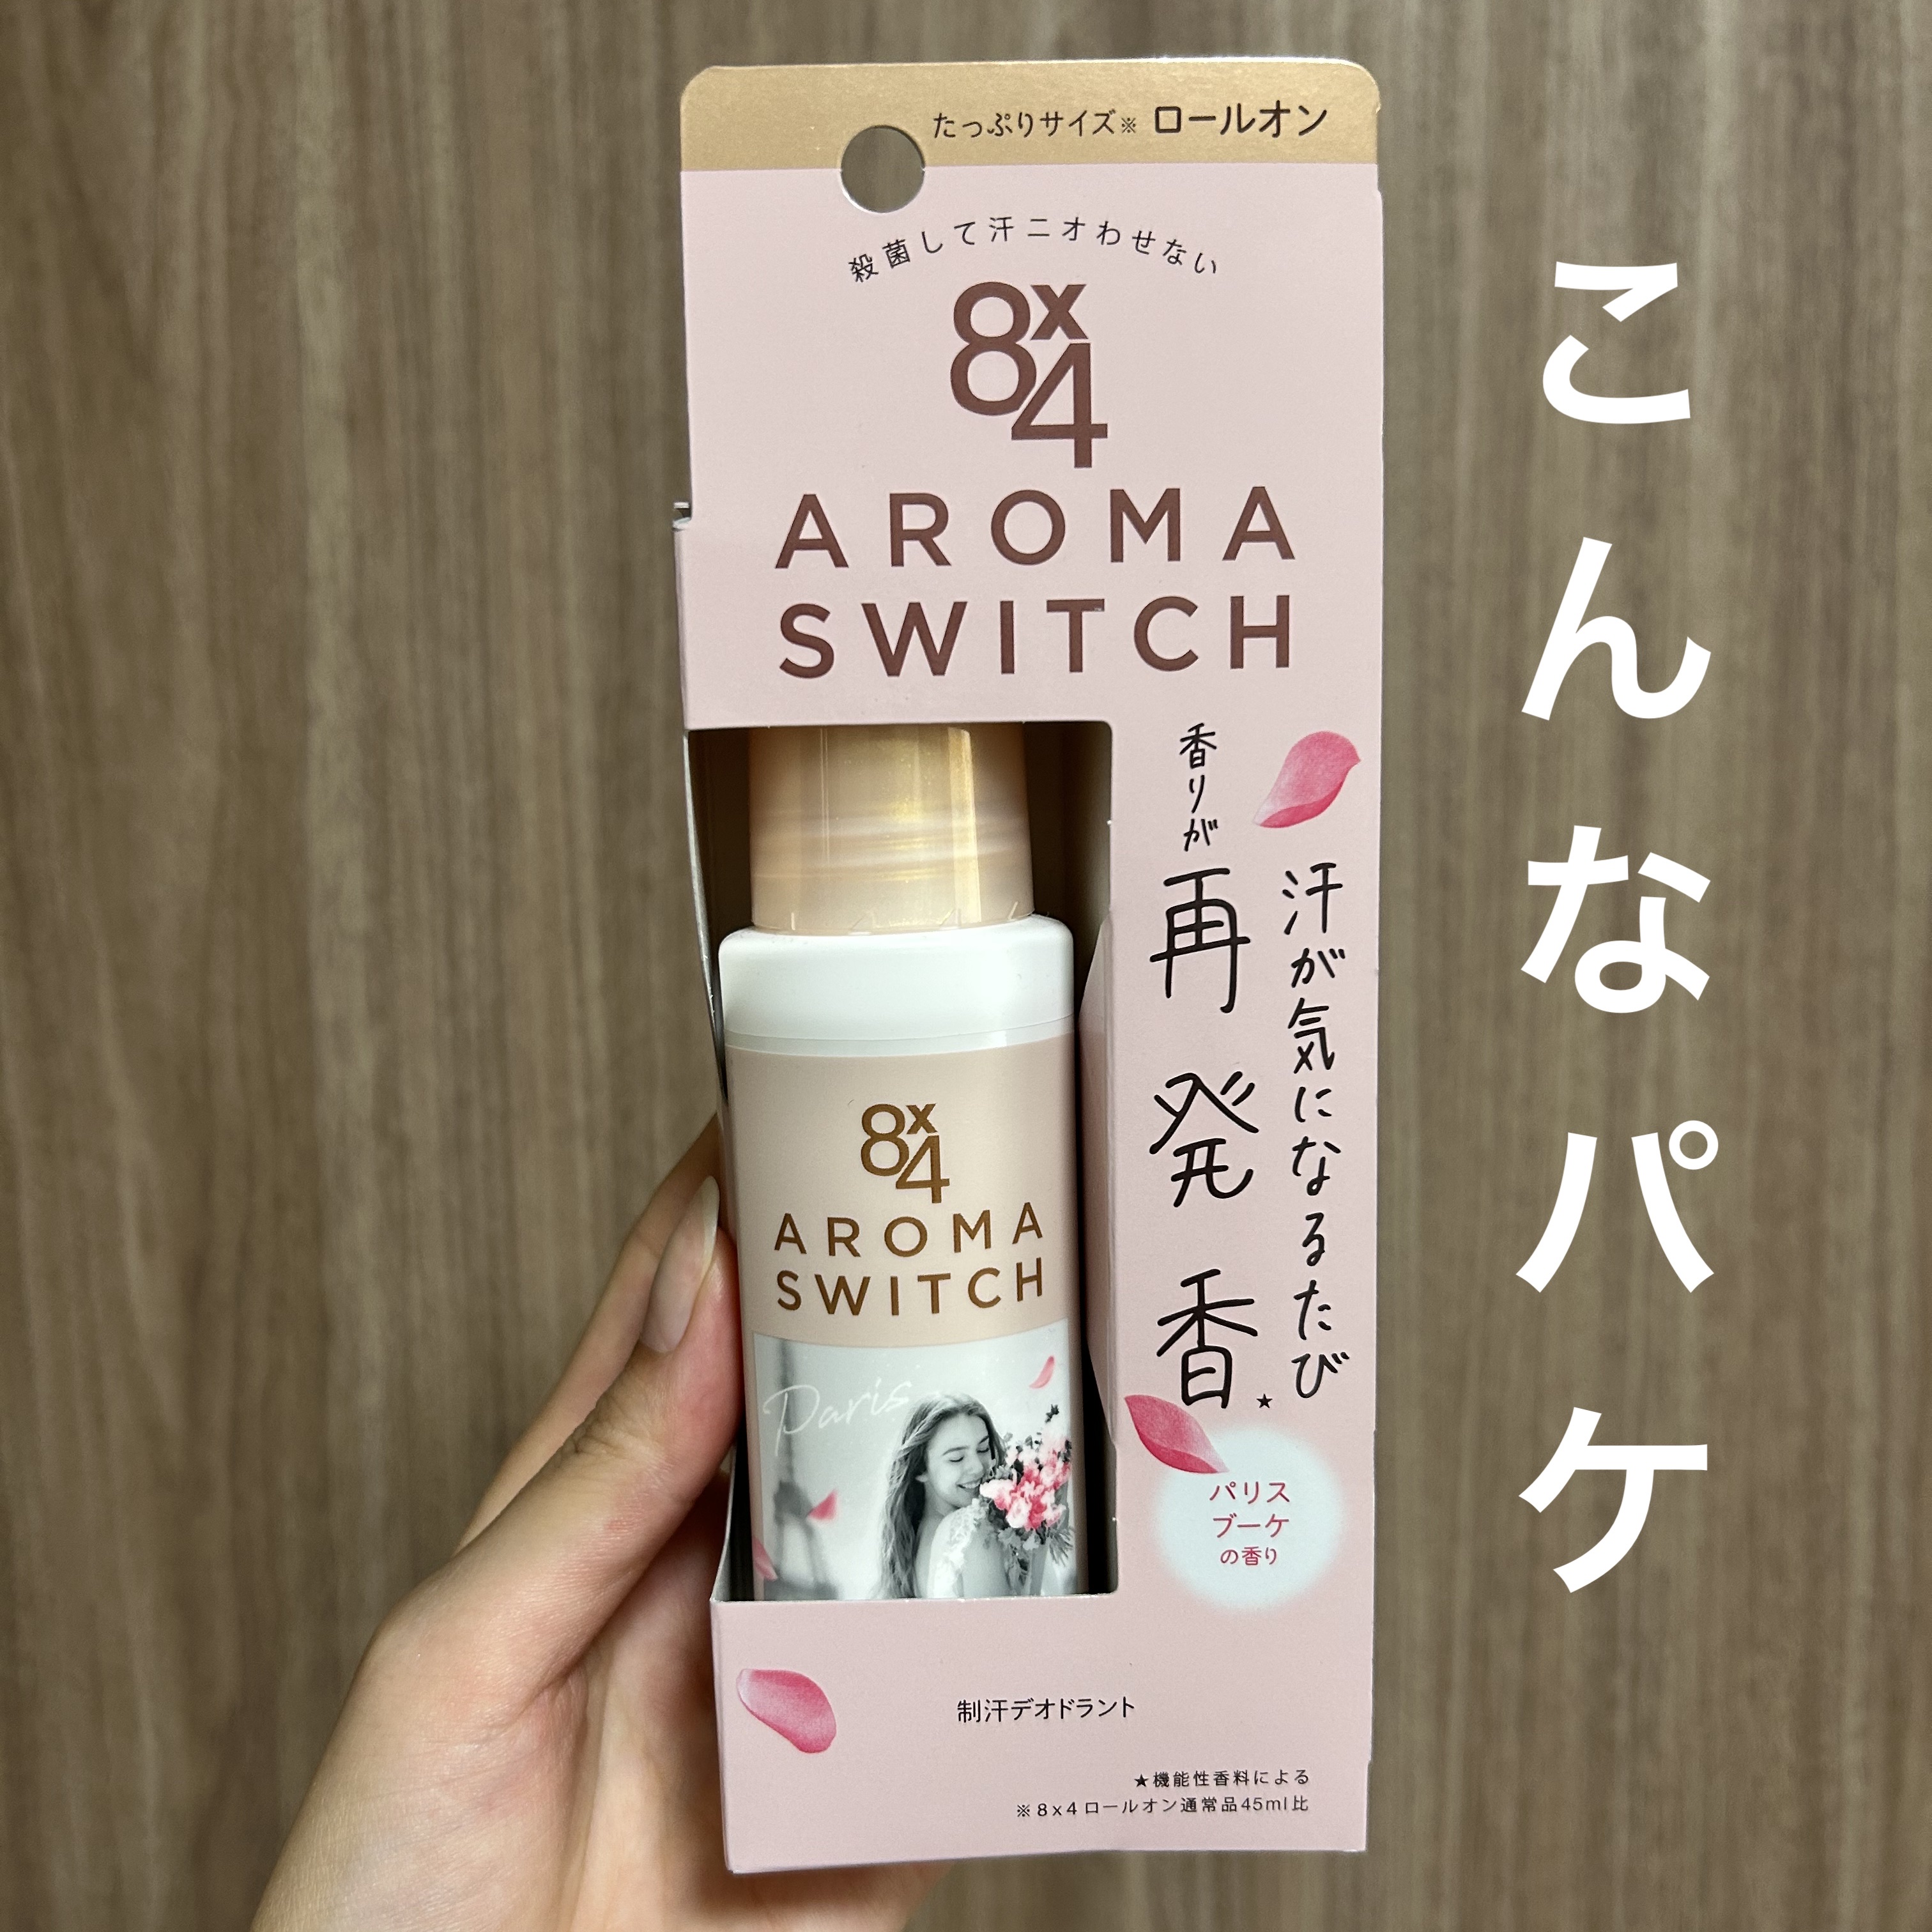 たっぷりサイズ※ ロールオン
殺菌して汗ニオわせない
8x4
AROMA
SWITCH
汗が気になるたび
香りが再発香★
パリス
ブーケ
の香り
8x4
AROMA
SWITCH
Paris
制汗デオドラント
★機能性香料による
※8x4 ロールオン通常品45ml比
こんなパケ